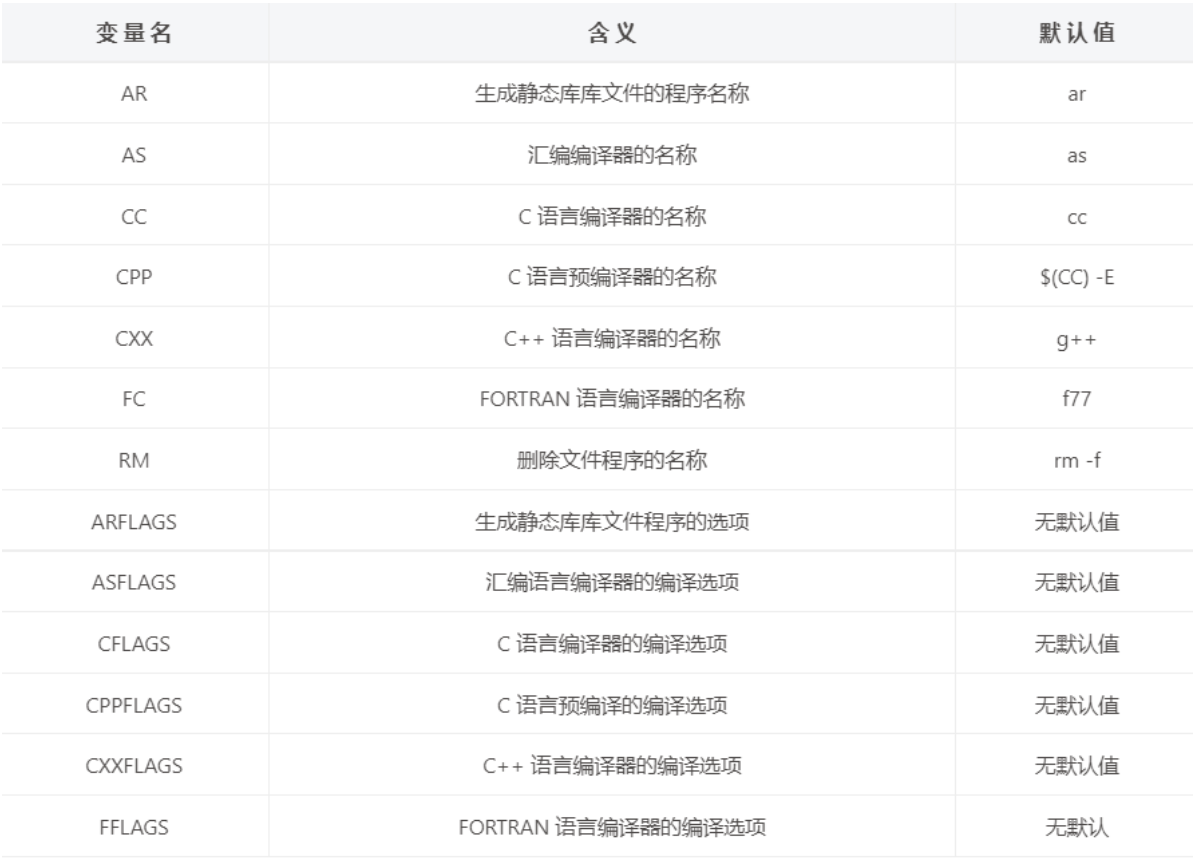 变量名 含义 默认值
AR 生成静态库库文件的程序名称 ar
AS 汇编编译器的名称 as
CC C 语言编译器的名称 cc
CPP C 语言预编译器的名称 $(CC) -E
CXX C++ 语言编译器的名称 g++
FC FORTRAN 语言编译器的名称 f77
RM 删除文件程序的名称 rm -f
ARFLAGS 生成静态库库文件程序的选项 无默认值
ASFLAGS 汇编语言编译器的编译选项 无默认值
CFLAGS C 语言编译器的编译选项 无默认值
CPPFLAGS C 语言预编译的编译选项 无默认值
CXXFLAGS C++ 语言编译器的编译选项 无默认值
FFLAGS FORTRAN 语言编译器的编译选项 无默认